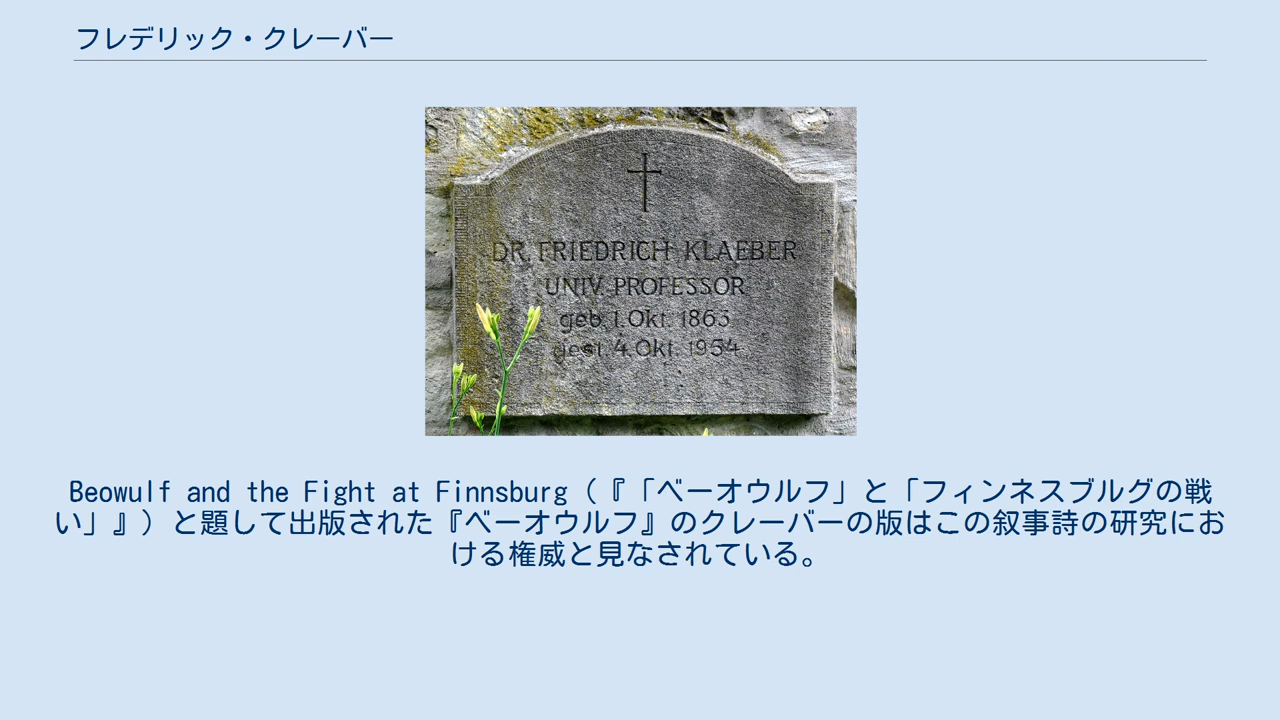 フレデリック・クレーバー
DR. FRIEDRICH KLAEBER
UNIV. PROFESSOR
geb. 1. Okt. 1863
gest. 4. Okt. 1954
Beowulf and the Fight at Finnsburg（『「ベーオウルフ」と「フィンネスブルグの戦
い」』）と題して出版された『ベーオウルフ』のクレーバーの版はこの叙事詩の研究にお
ける権威と見なされている。